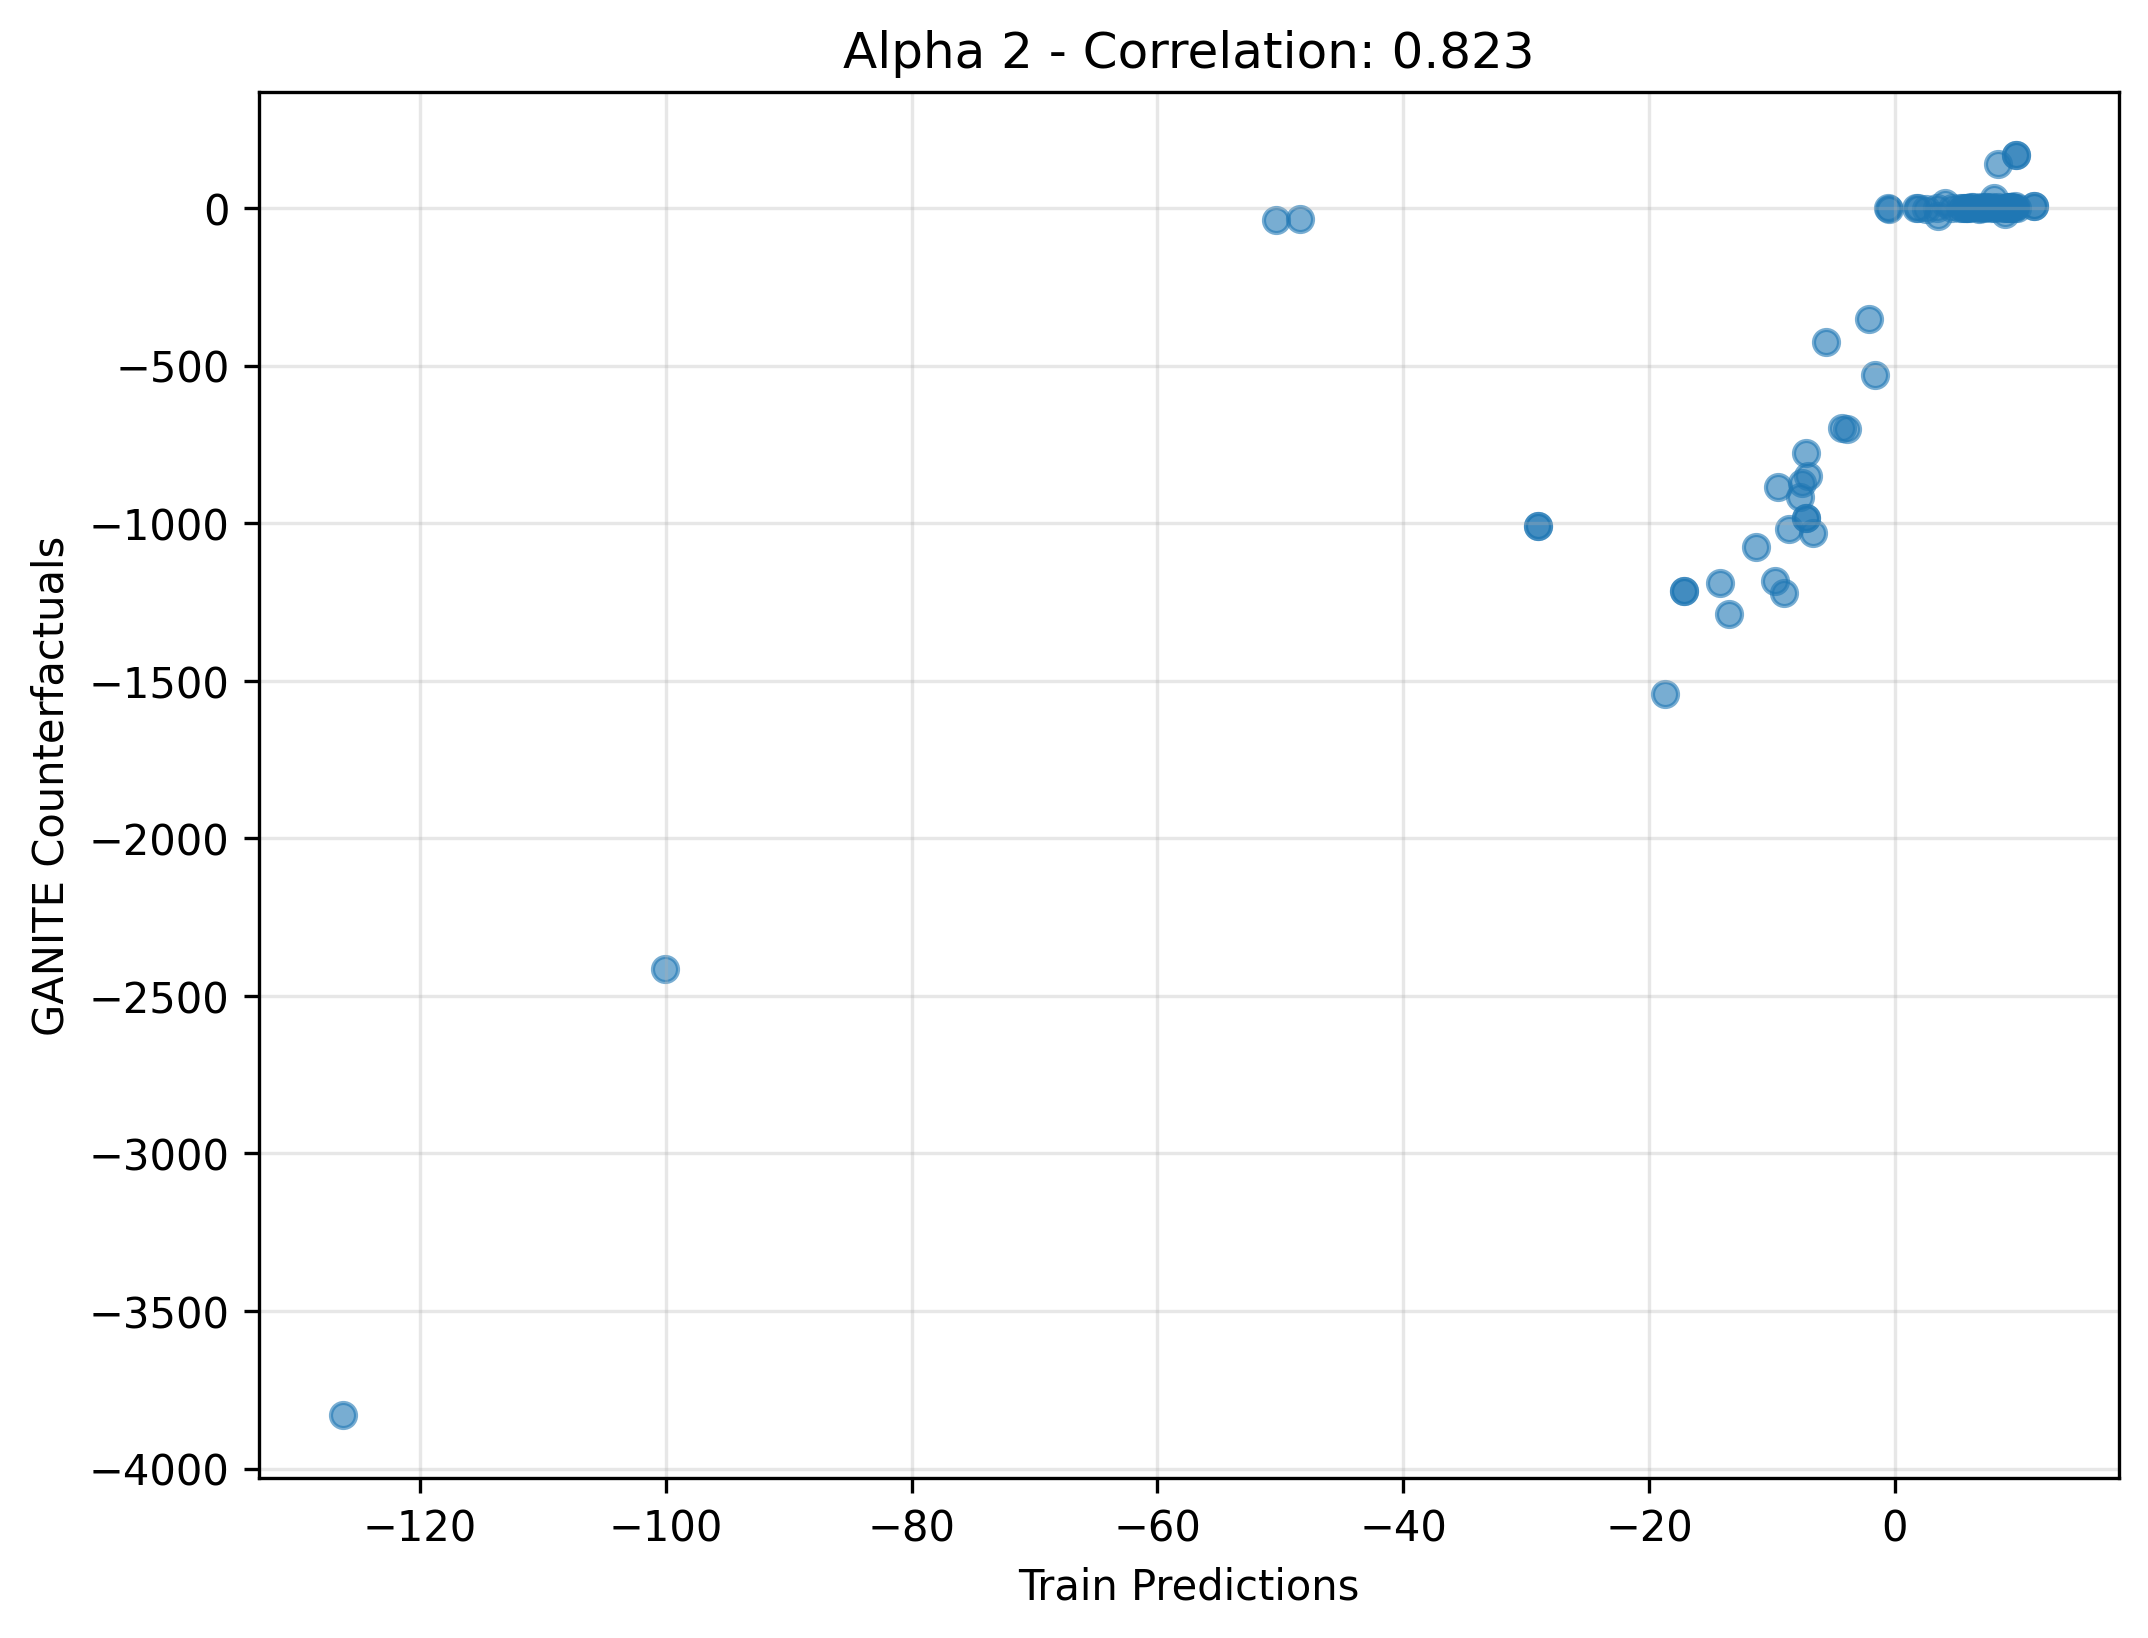 Alpha 2 - Correlation: 0.823
GANITE Counterfactuals
0
−500
−1000
−1500
−2000
−2500
−3000
−3500
−4000
−120 −100 −80 −60 −40 −20 0
Train Predictions